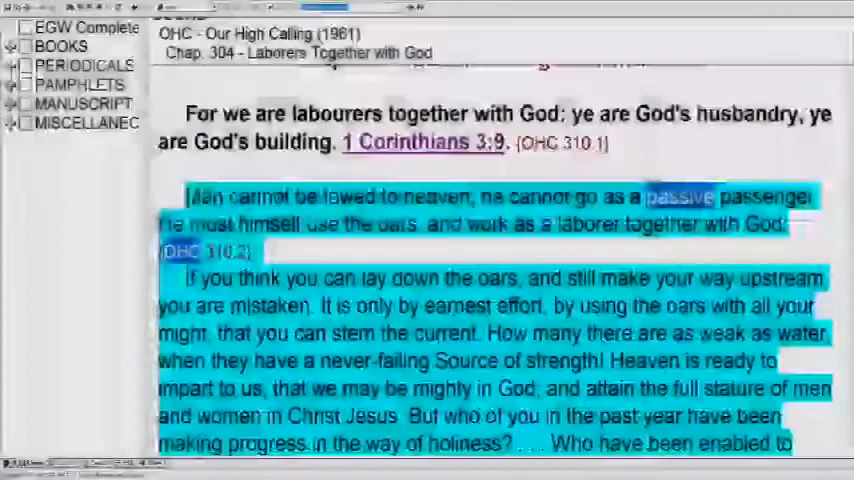 EGW Complete
BOOKS
PERIODICALS
PAMPHLETS
MANUSCRIPT
MISCELLANEC
OHC - Our High Calling (1961)
Chap. 304 - Laborers Together with God
For we are labourers together with God: ye are God's husbandry, ye
are God's building. 1 Corinthians 3:9. {OHC 310.1}
Man cannot be towed to heaven; he cannot go as a passive passenger.
He must himself use the oars, and work as a laborer together with God.
{OHC 310.2}
If you think you can lay down the oars, and still make your way upstream,
you are mistaken. It is only by earnest effort, by using the oars with all your
might, that you can stem the current. How many there are as weak as water,
when they have a never-failing Source of strength! Heaven is ready to
impart to us, that we may be mighty in God, and attain the full stature of men
and women in Christ Jesus. But who of you in the past year have been
making progress in the way of holiness? . . . Who have been enabled to